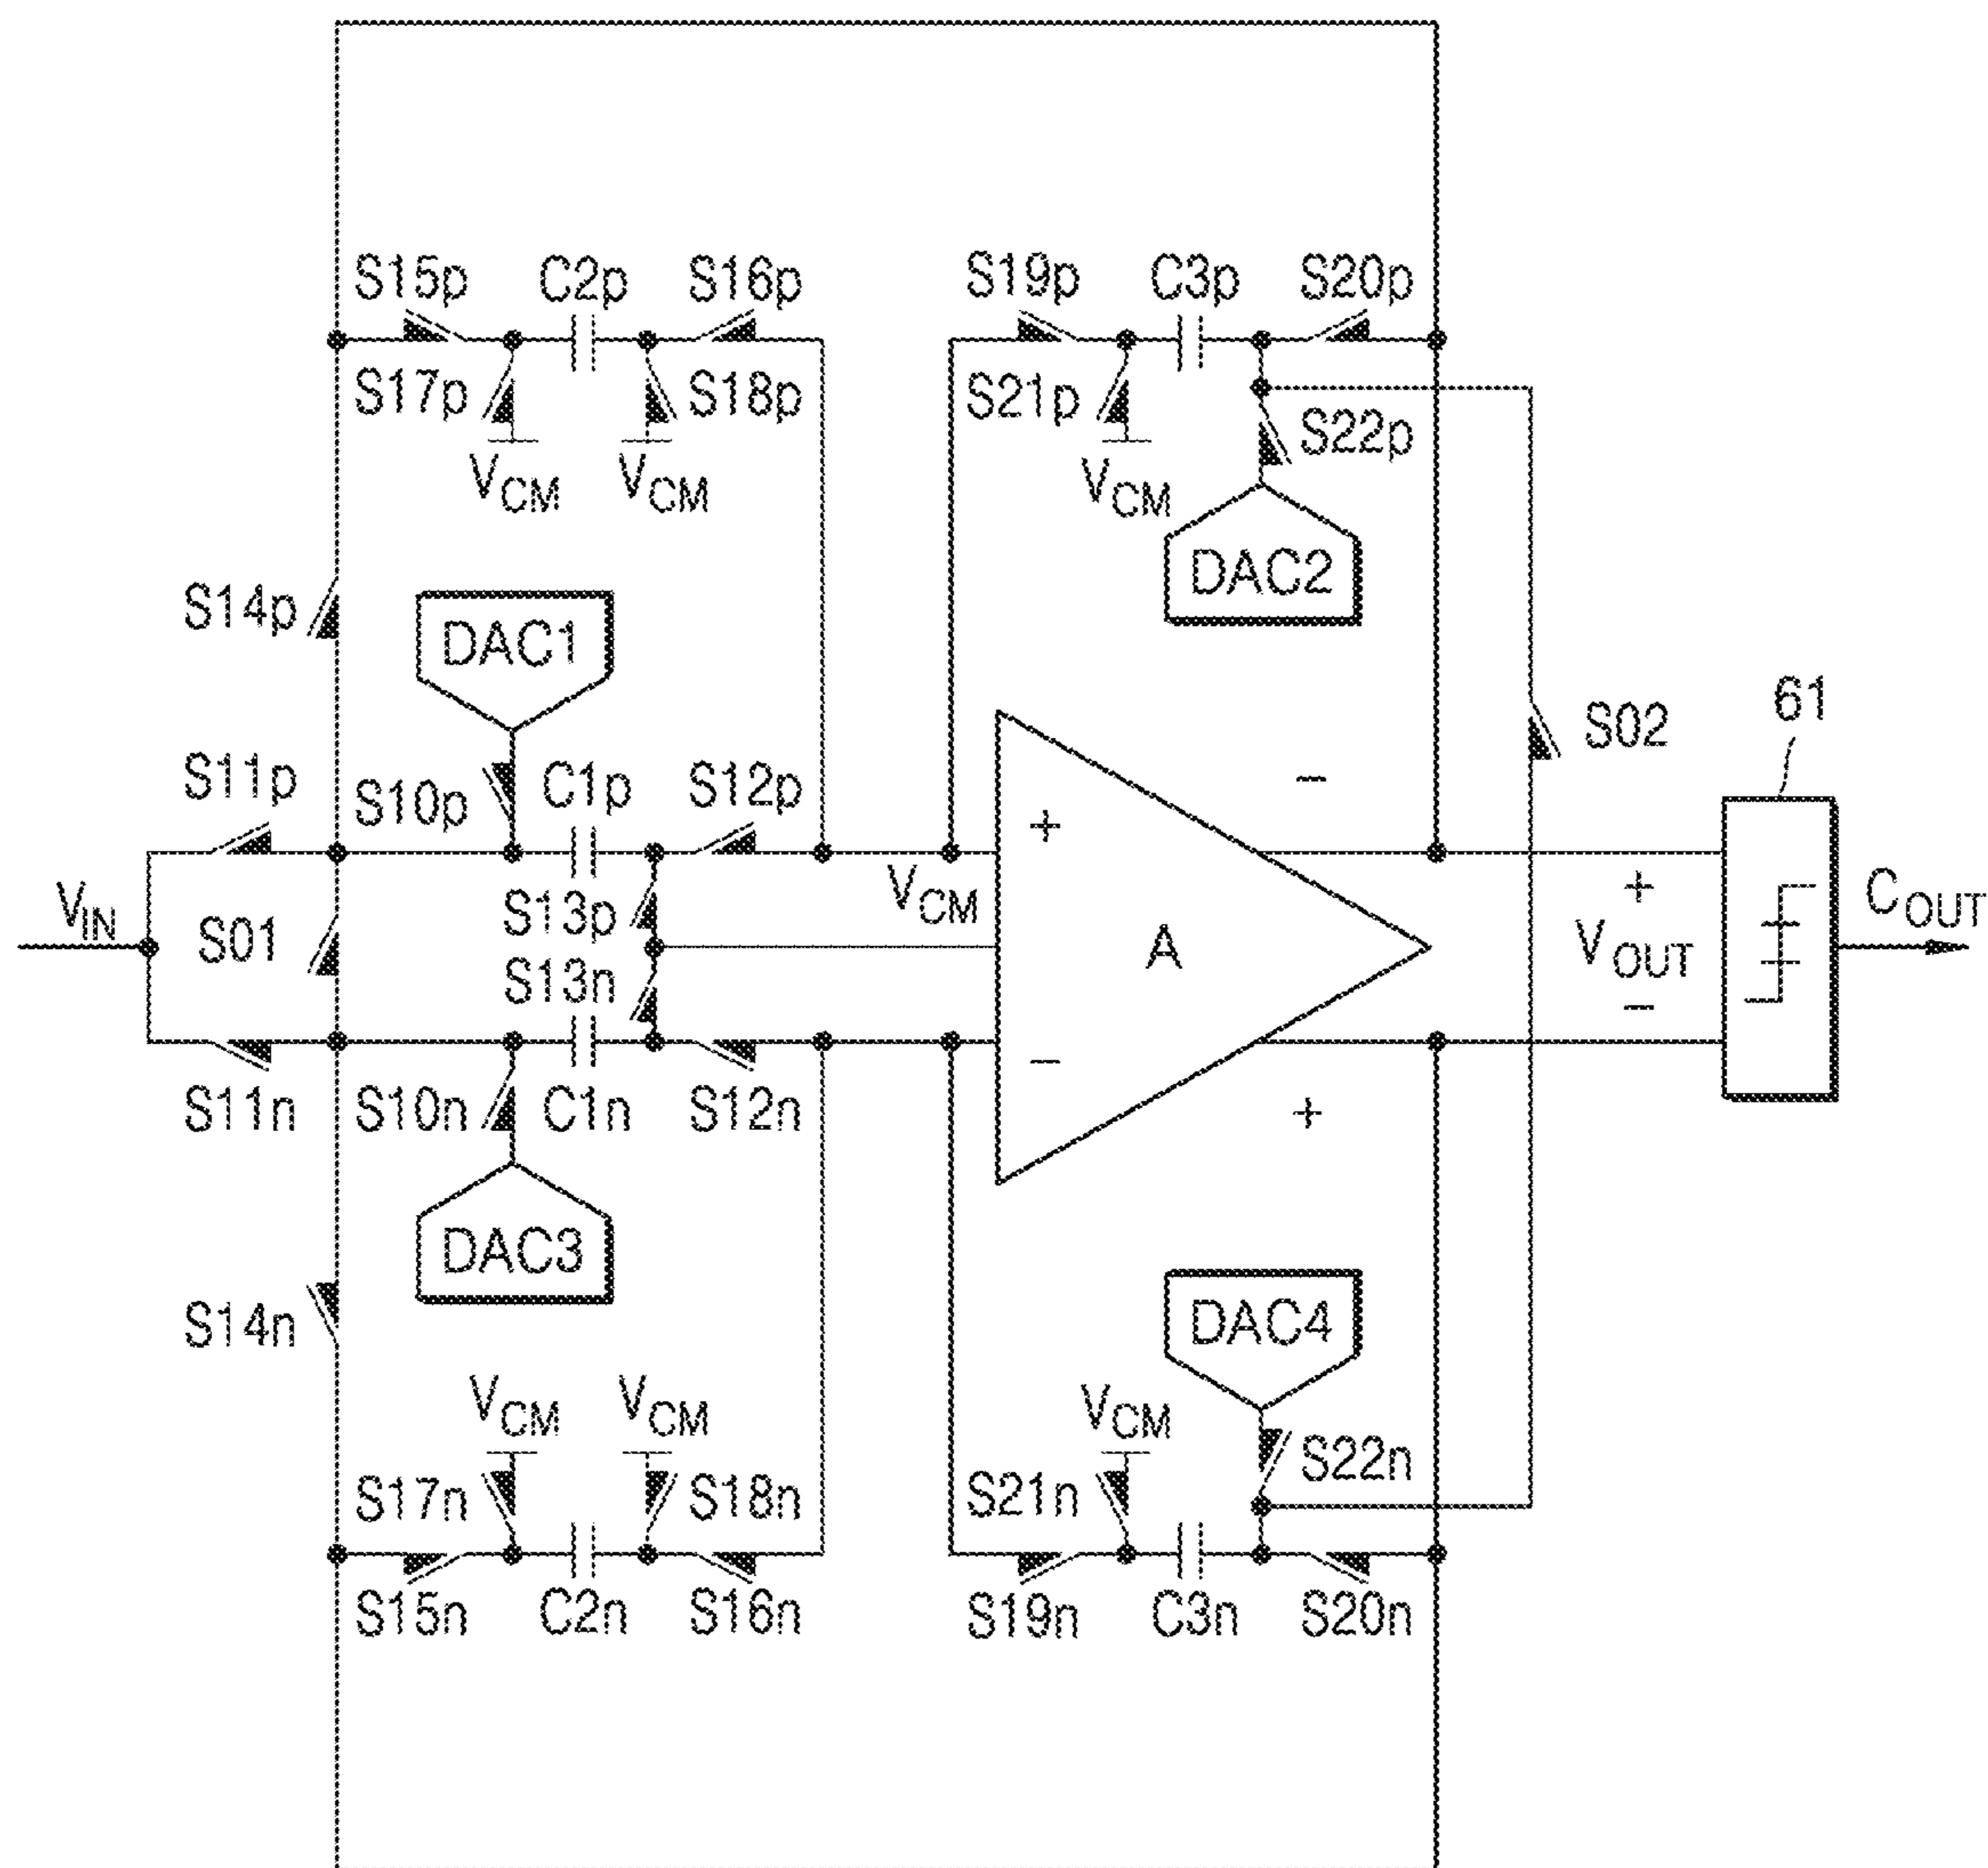 S15p C2p S16p S19p C3p S20p
S17p S18p S21p S22p
VCM VCM VCM
DAC2
S14p DAC1
61
S02
S11p S10p C1p S12p −
+
VIN S01 S13p VCM + COUT
A VOUT
S13n −
S11n S10n C1n S12n − +
DAC3
S14n DAC4
VCM VCM VCM
S17n S18n S21n S22n
S15n C2n S16n S19n C3n S20n